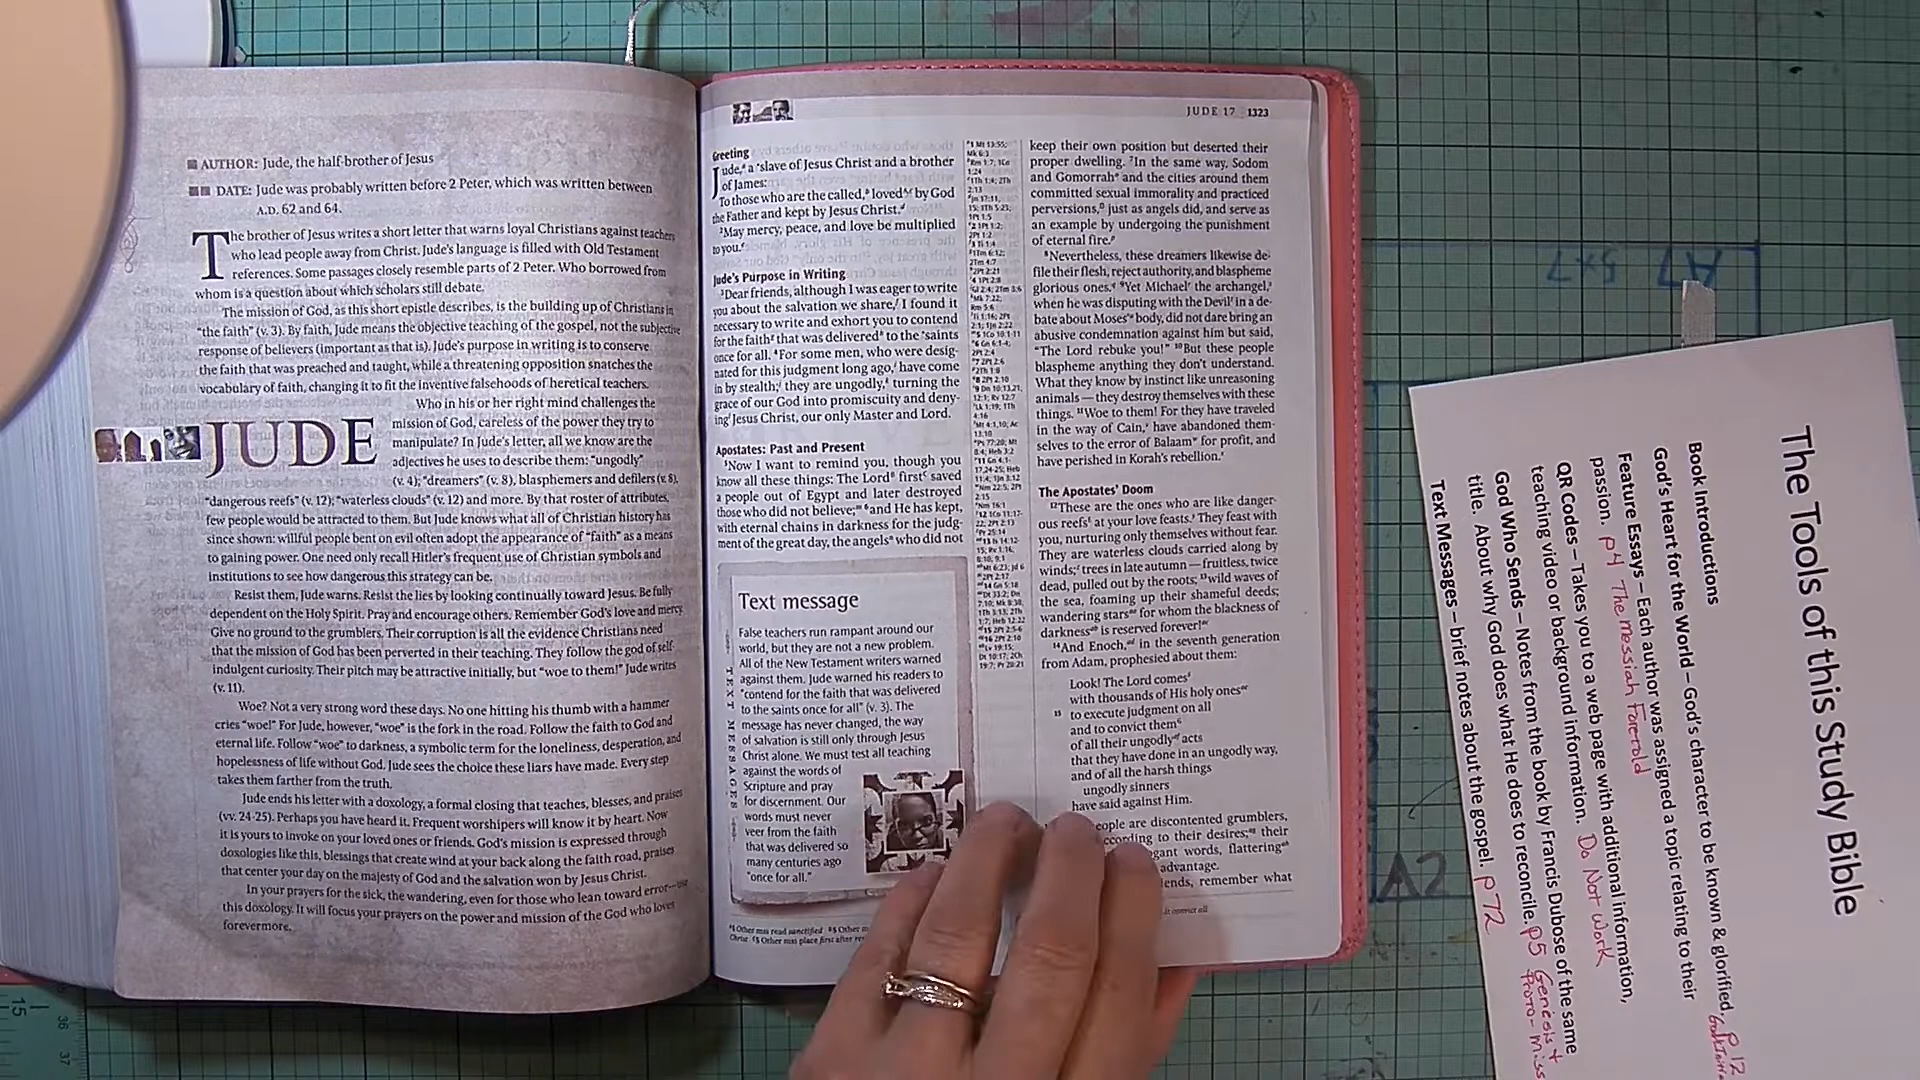 AUTHOR: Jude, the half-brother of Jesus
DATE: Jude was probably written before 2 Peter, which was written between
A.D. 62 and 64.
The brother of Jesus writes a short letter that warns loyal Christians against teachers
who lead people away from Christ. Jude's language is filled with Old Testament
references. Some passages closely resemble parts of 2 Peter. Who borrowed from
whom is a question about which scholars still debate.
The mission of God, as this short epistle describes, is the building up of Christians in
"the faith" (v. 3). By faith, Jude means the objective teaching of the gospel, not the subjective
response of believers (important as that is). Jude's purpose in writing is to conserve
the faith that was preached and taught, while a threatening opposition snatches the
vocabulary of faith, changing it to fit the inventive falsehoods of heretical teachers.
Who in his or her right mind challenges the
JUDE
mission of God, careless of the power they try to
manipulate? In Jude's letter, all we know are the
adjectives he uses to describe them: "ungodly"
(v. 4); "dreamers" (v. 8), blasphemers and defilers (v. 8),
"dangerous reefs" (v. 12); "waterless clouds" (v. 12) and more. By that roster of attributes,
few people would be attracted to them. But Jude knows what all of Christian history has
since shown: willful people bent on evil often adopt the appearance of "faith" as a means
to gaining power. One need only recall Hitler's frequent use of Christian symbols and
institutions to see how dangerous this strategy can be.
Resist them, Jude warns. Resist the lies by looking continually toward Jesus. Be fully
dependent on the Holy Spirit. Pray and encourage others. Remember God's love and mercy.
Give no ground to the grumblers. Their corruption is all the evidence Christians need
that the mission of God has been perverted in their teaching. They follow the god of self-
indulgent curiosity. Their pitch may be attractive initially, but "woe to them!" Jude writes
(v. 11).
Woe? Not a very strong word these days. No one hitting his thumb with a hammer
cries "woe!" For Jude, however, "woe" is the fork in the road. Follow the faith to God and
eternal life. Follow "woe" to darkness, a symbolic term for the loneliness, desperation, and
hopelessness of life without God. Jude sees the choice these liars have made. Every step
takes them farther from the truth.
Jude ends his letter with a doxology, a formal closing that teaches, blesses, and praises
(vv. 24-25). Perhaps you have heard it. Frequent worshipers will know it by heart. Now
it is yours to invoke on your loved ones or friends. God's mission is expressed through
doxologies like this, blessings that create wind at your back along the faith road, praises
that center your day on the majesty of God and the salvation won by Jesus Christ.
In your prayers for the sick, the wandering, even for those who lean toward error—use
this doxology. It will focus your prayers on the power and mission of the God who loves
forevermore.
JUDE 17 1323
Greeting
Jude, a slave of Jesus Christ and a brother
of James:
To those who are the called, loved by God
the Father and kept by Jesus Christ.
2May mercy, peace, and love be multiplied
to you.
Jude's Purpose in Writing
3Dear friends, although I was eager to write
you about the salvation we share, I found it
necessary to write and exhort you to contend
for the faith that was delivered to the saints
once for all. 4For some men, who were desig-
nated for this judgment long ago, have come
in by stealth; they are ungodly, turning the
grace of our God into promiscuity and deny-
ing Jesus Christ, our only Master and Lord.
Apostates: Past and Present
5Now I want to remind you, though you
know all these things: The Lord first saved
a people out of Egypt and later destroyed
those who did not believe; 6and He has kept,
with eternal chains in darkness for the judg-
ment of the great day, the angels who did not
Text message
TEXT MESSAGES
False teachers run rampant around our
world, but they are not a new problem.
All of the New Testament writers warned
against them. Jude warned his readers to
"contend for the faith that was delivered
to the saints once for all" (v. 3). The
message has never changed, the way
of salvation is still only through Jesus
Christ alone. We must test all teaching
against the words of
Scripture and pray
for discernment. Our
words must never
veer from the faith
that was delivered so
many centuries ago
"once for all."
keep their own position but deserted their
proper dwelling. 7In the same way, Sodom
and Gomorrah and the cities around them
committed sexual immorality and practiced
perversions, just as angels did, and serve as
an example by undergoing the punishment
of eternal fire.
8Nevertheless, these dreamers likewise de-
file their flesh, reject authority, and blaspheme
glorious ones. 9Yet Michael the archangel,
when he was disputing with the Devil in a de-
bate about Moses' body, did not dare bring an
abusive condemnation against him but said,
"The Lord rebuke you!" 10But these people
blaspheme anything they don't understand.
What they know by instinct like unreasoning
animals — they destroy themselves with these
things. 11Woe to them! For they have traveled
in the way of Cain, have abandoned them-
selves to the error of Balaam for profit, and
have perished in Korah's rebellion.
The Apostates' Doom
12These are the ones who are like danger-
ous reefs at your love feasts. They feast with
you, nurturing only themselves without fear.
They are waterless clouds carried along by
winds; trees in late autumn — fruitless, twice
dead, pulled out by the roots; 13wild waves of
the sea, foaming up their shameful deeds;
wandering stars for whom the blackness of
darkness is reserved forever!
14And Enoch, in the seventh generation
from Adam, prophesied about them:
Look! The Lord comes
with thousands of His holy ones
15 to execute judgment on all
and to convict them
of all their ungodly acts
that they have done in an ungodly way,
and of all the harsh things
ungodly sinners
have said against Him.
people are discontented grumblers,
according to their desires; their
words, flattering
advantage.
remember what
The Tools of this Study Bible
Book Introductions
God's Heart for the World – God's character to be known & glorified. P 12
Feature Essays – Each author was assigned a topic relating to their
passion. P4 The Messiah Foretold
QR Codes – Takes you to a web page with additional information,
teaching video or background information. Do Not Work
God Who Sends – Notes from the book by Francis Dubose of the same
title. About why God does what He does to reconcile. p5 Genesis +
Text Messages – brief notes about the gospel. p72
A7
5x7
A2
15
36
37